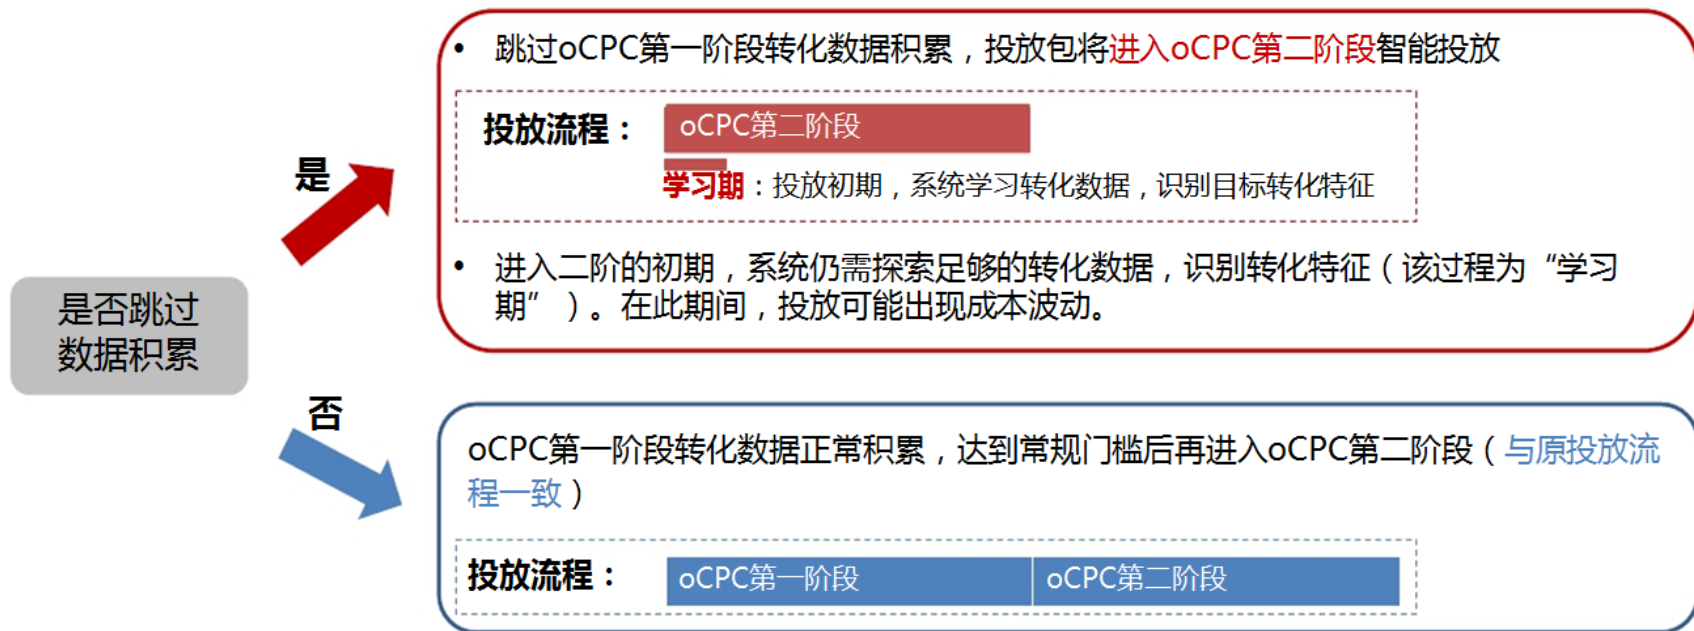 是否跳过
数据积累
是
• 跳过oCPC第一阶段转化数据积累，投放包将进入oCPC第二阶段智能投放
投放流程：
oCPC第二阶段
学习期：投放初期，系统学习转化数据，识别目标转化特征
• 进入二阶的初期，系统仍需探索足够的转化数据，识别转化特征（该过程为“学习
期”）。在此期间，投放可能出现成本波动。
否
oCPC第一阶段转化数据正常积累，达到常规门槛后再进入oCPC第二阶段（与原投放流
程一致）
投放流程：
oCPC第一阶段
oCPC第二阶段